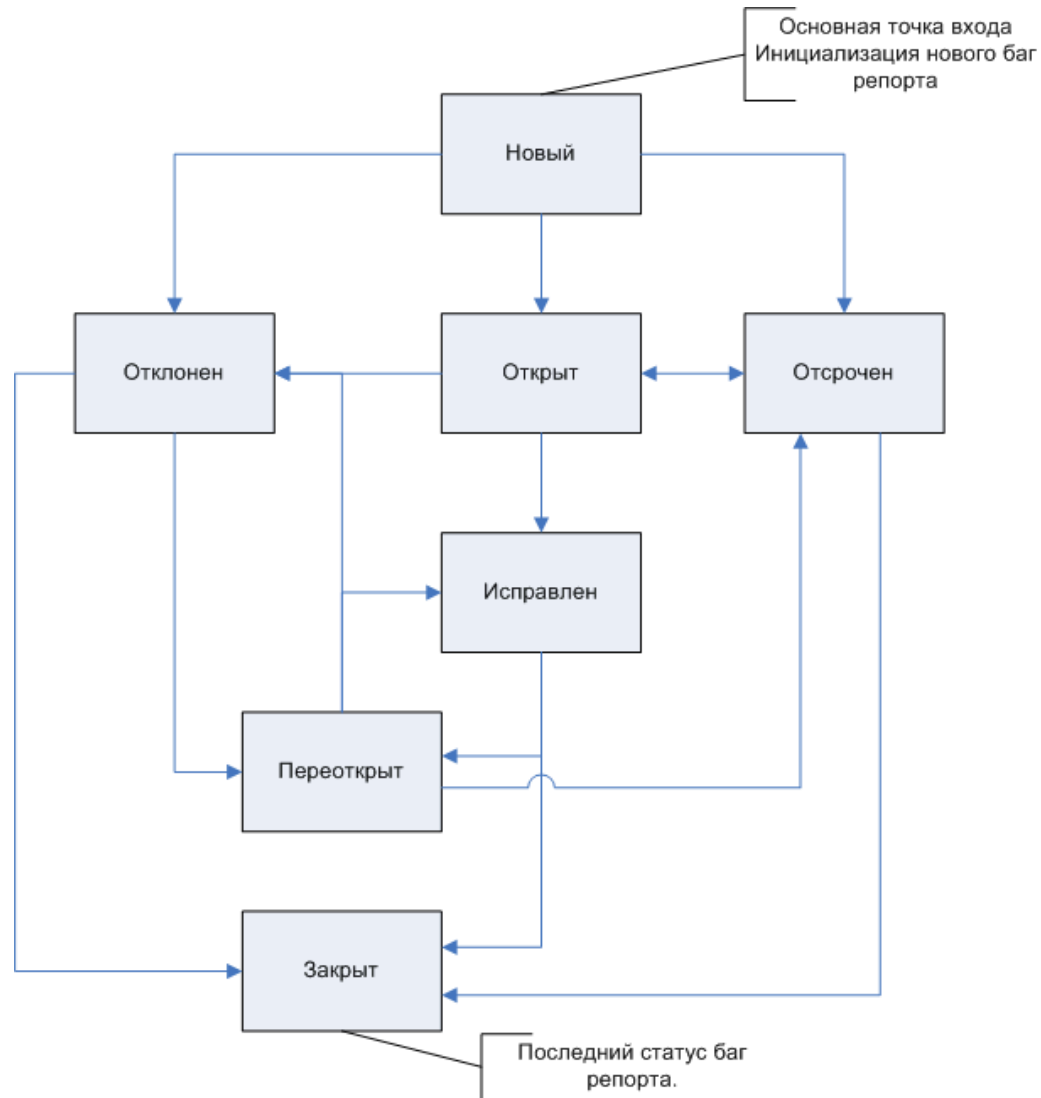 Основная точка входа
Инициализация нового баг
репорта
Новый
Отклонен
Открыт
Отсрочен
Исправлен
Переоткрыт
Закрыт
Последний статус баг
репорта.